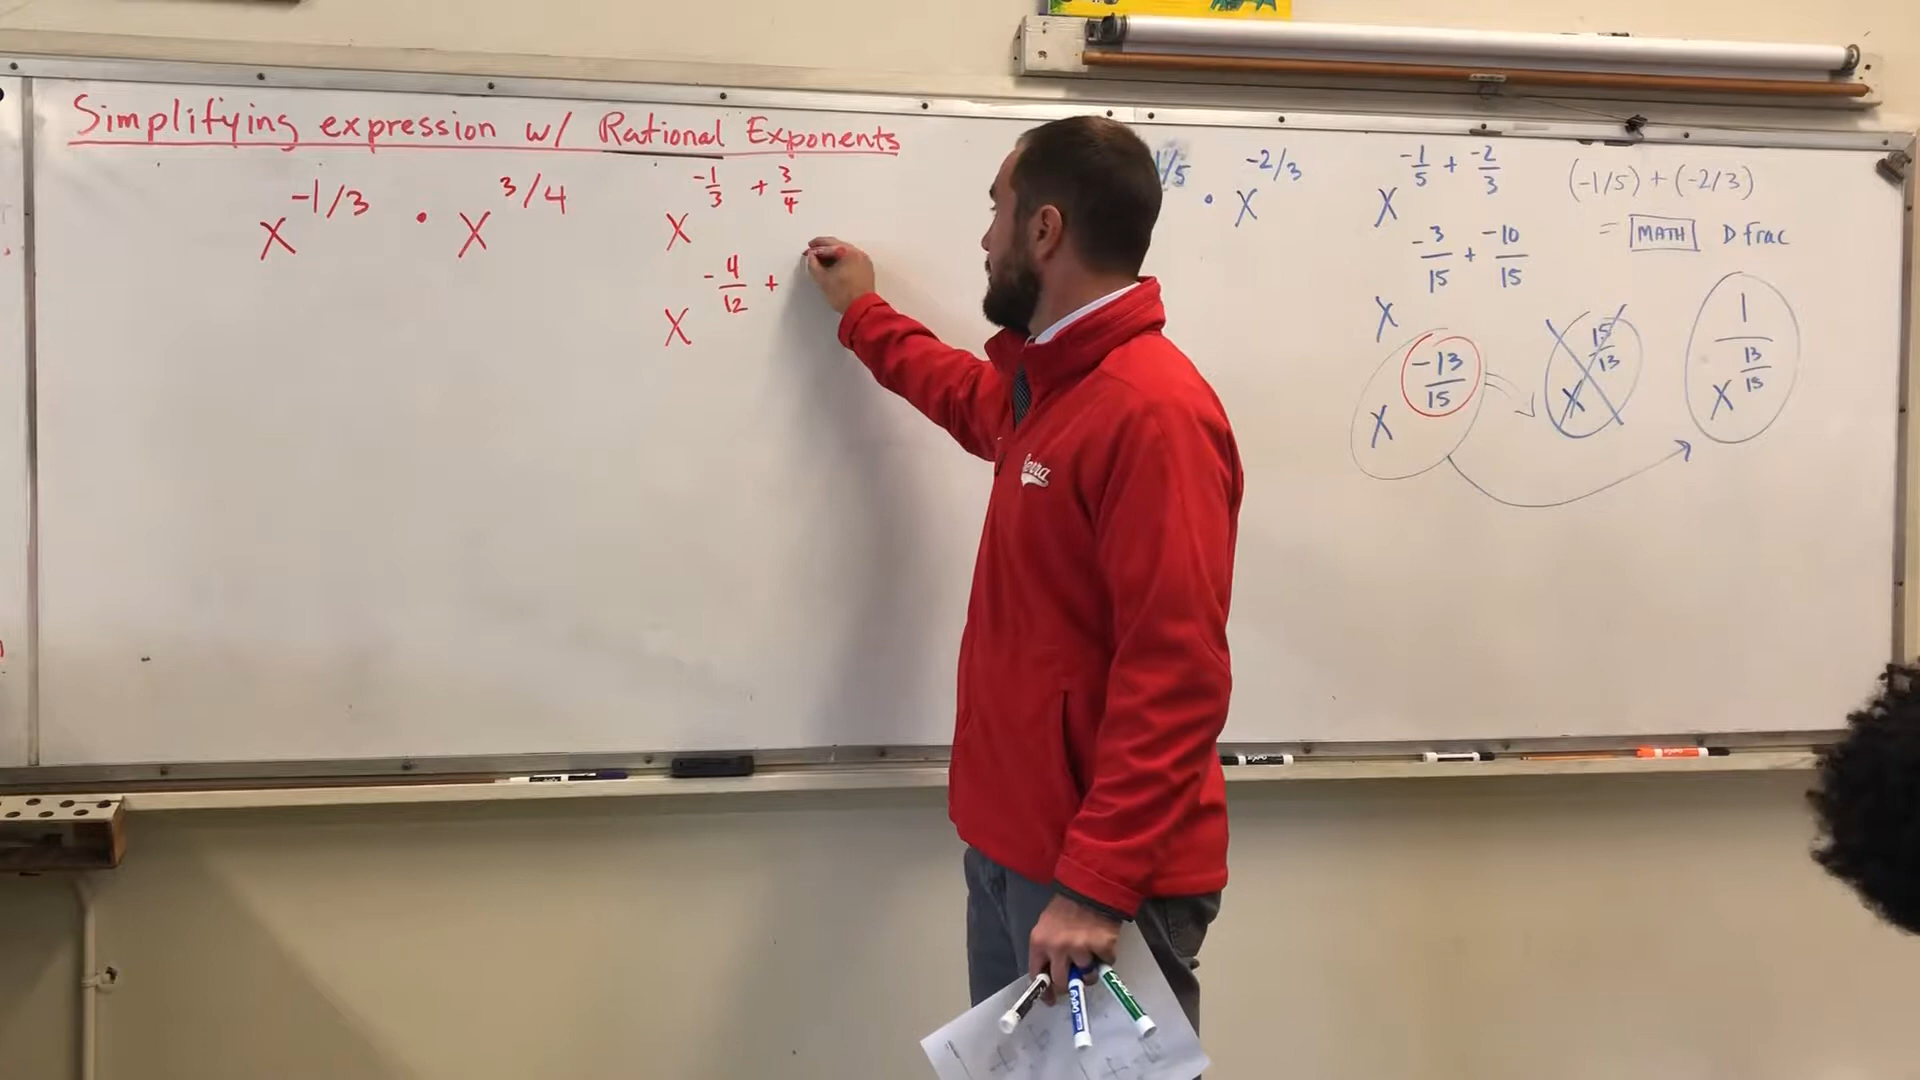 Simplifying expression w/ Rational Exponents
x^-1/3 • x^3/4
x^-1/3 + 3/4
x^-4/12 +
1/5 • x^-2/3
x^-1/5 + -2/3
x^-3/15 + -10/15
x^-13/15
x^15/13
1/x^13/15
(-1/5) + (-2/3)
= MATH D frac
Serra